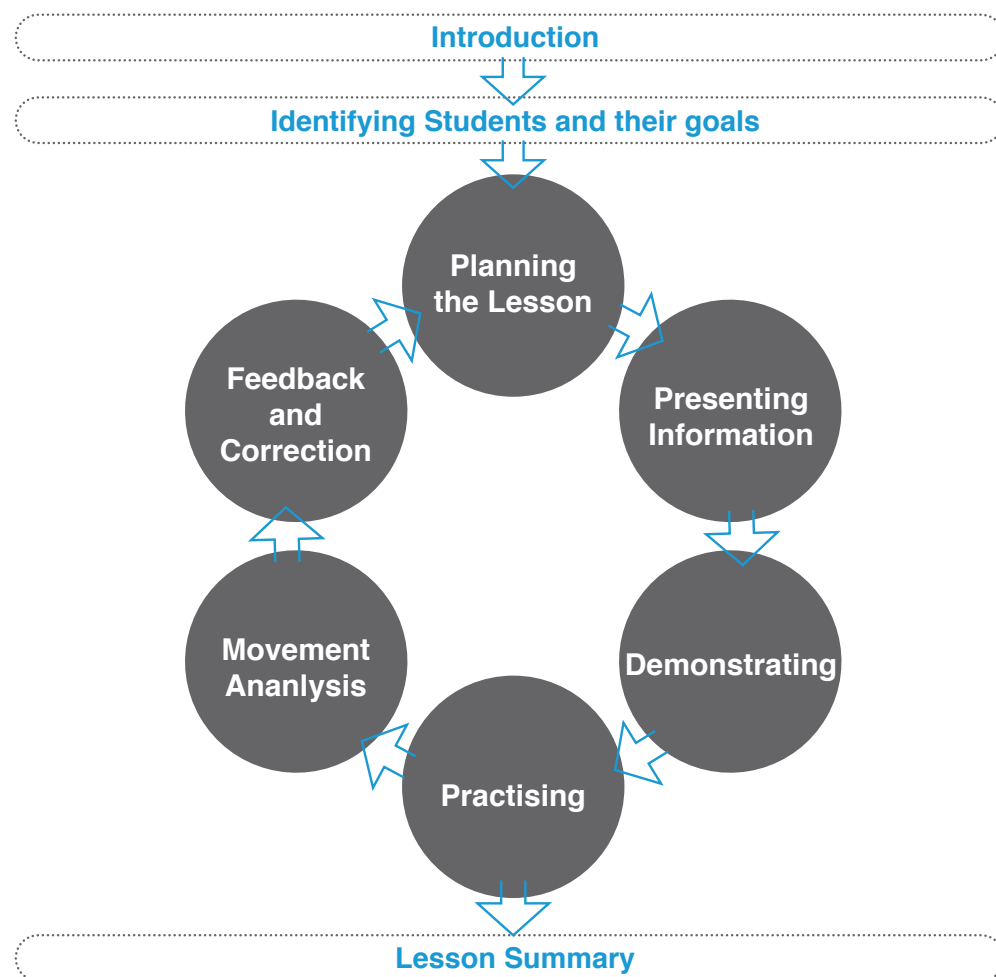 Introduction
Identifying Students and their goals
Planning
the Lesson
Presenting
Information
Demonstrating
Practising
Movement
Ananlysis
Feedback
and
Correction
Lesson Summary